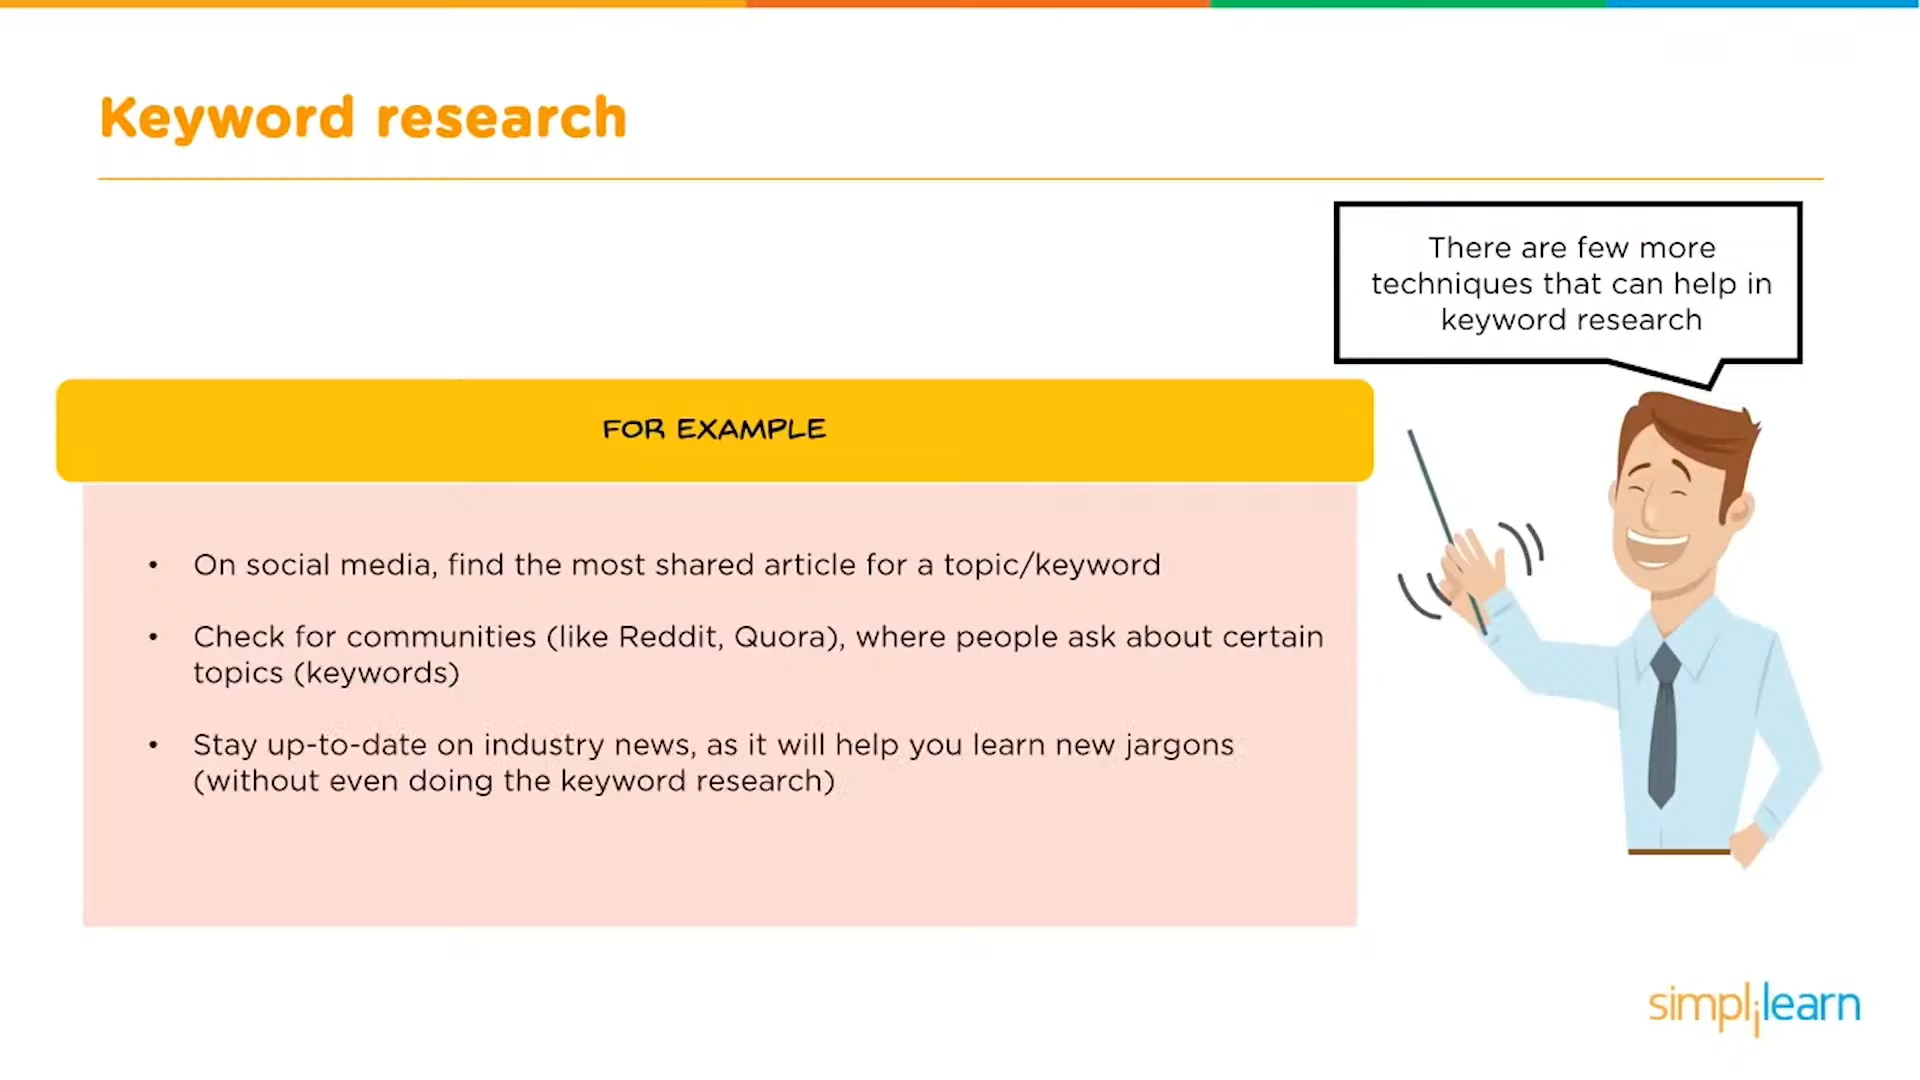 Keyword research
There are few more
techniques that can help in
keyword research
FOR EXAMPLE
• On social media, find the most shared article for a topic/keyword
• Check for communities (like Reddit, Quora), where people ask about certain
topics (keywords)
• Stay up-to-date on industry news, as it will help you learn new jargons
(without even doing the keyword research)
simplilearn